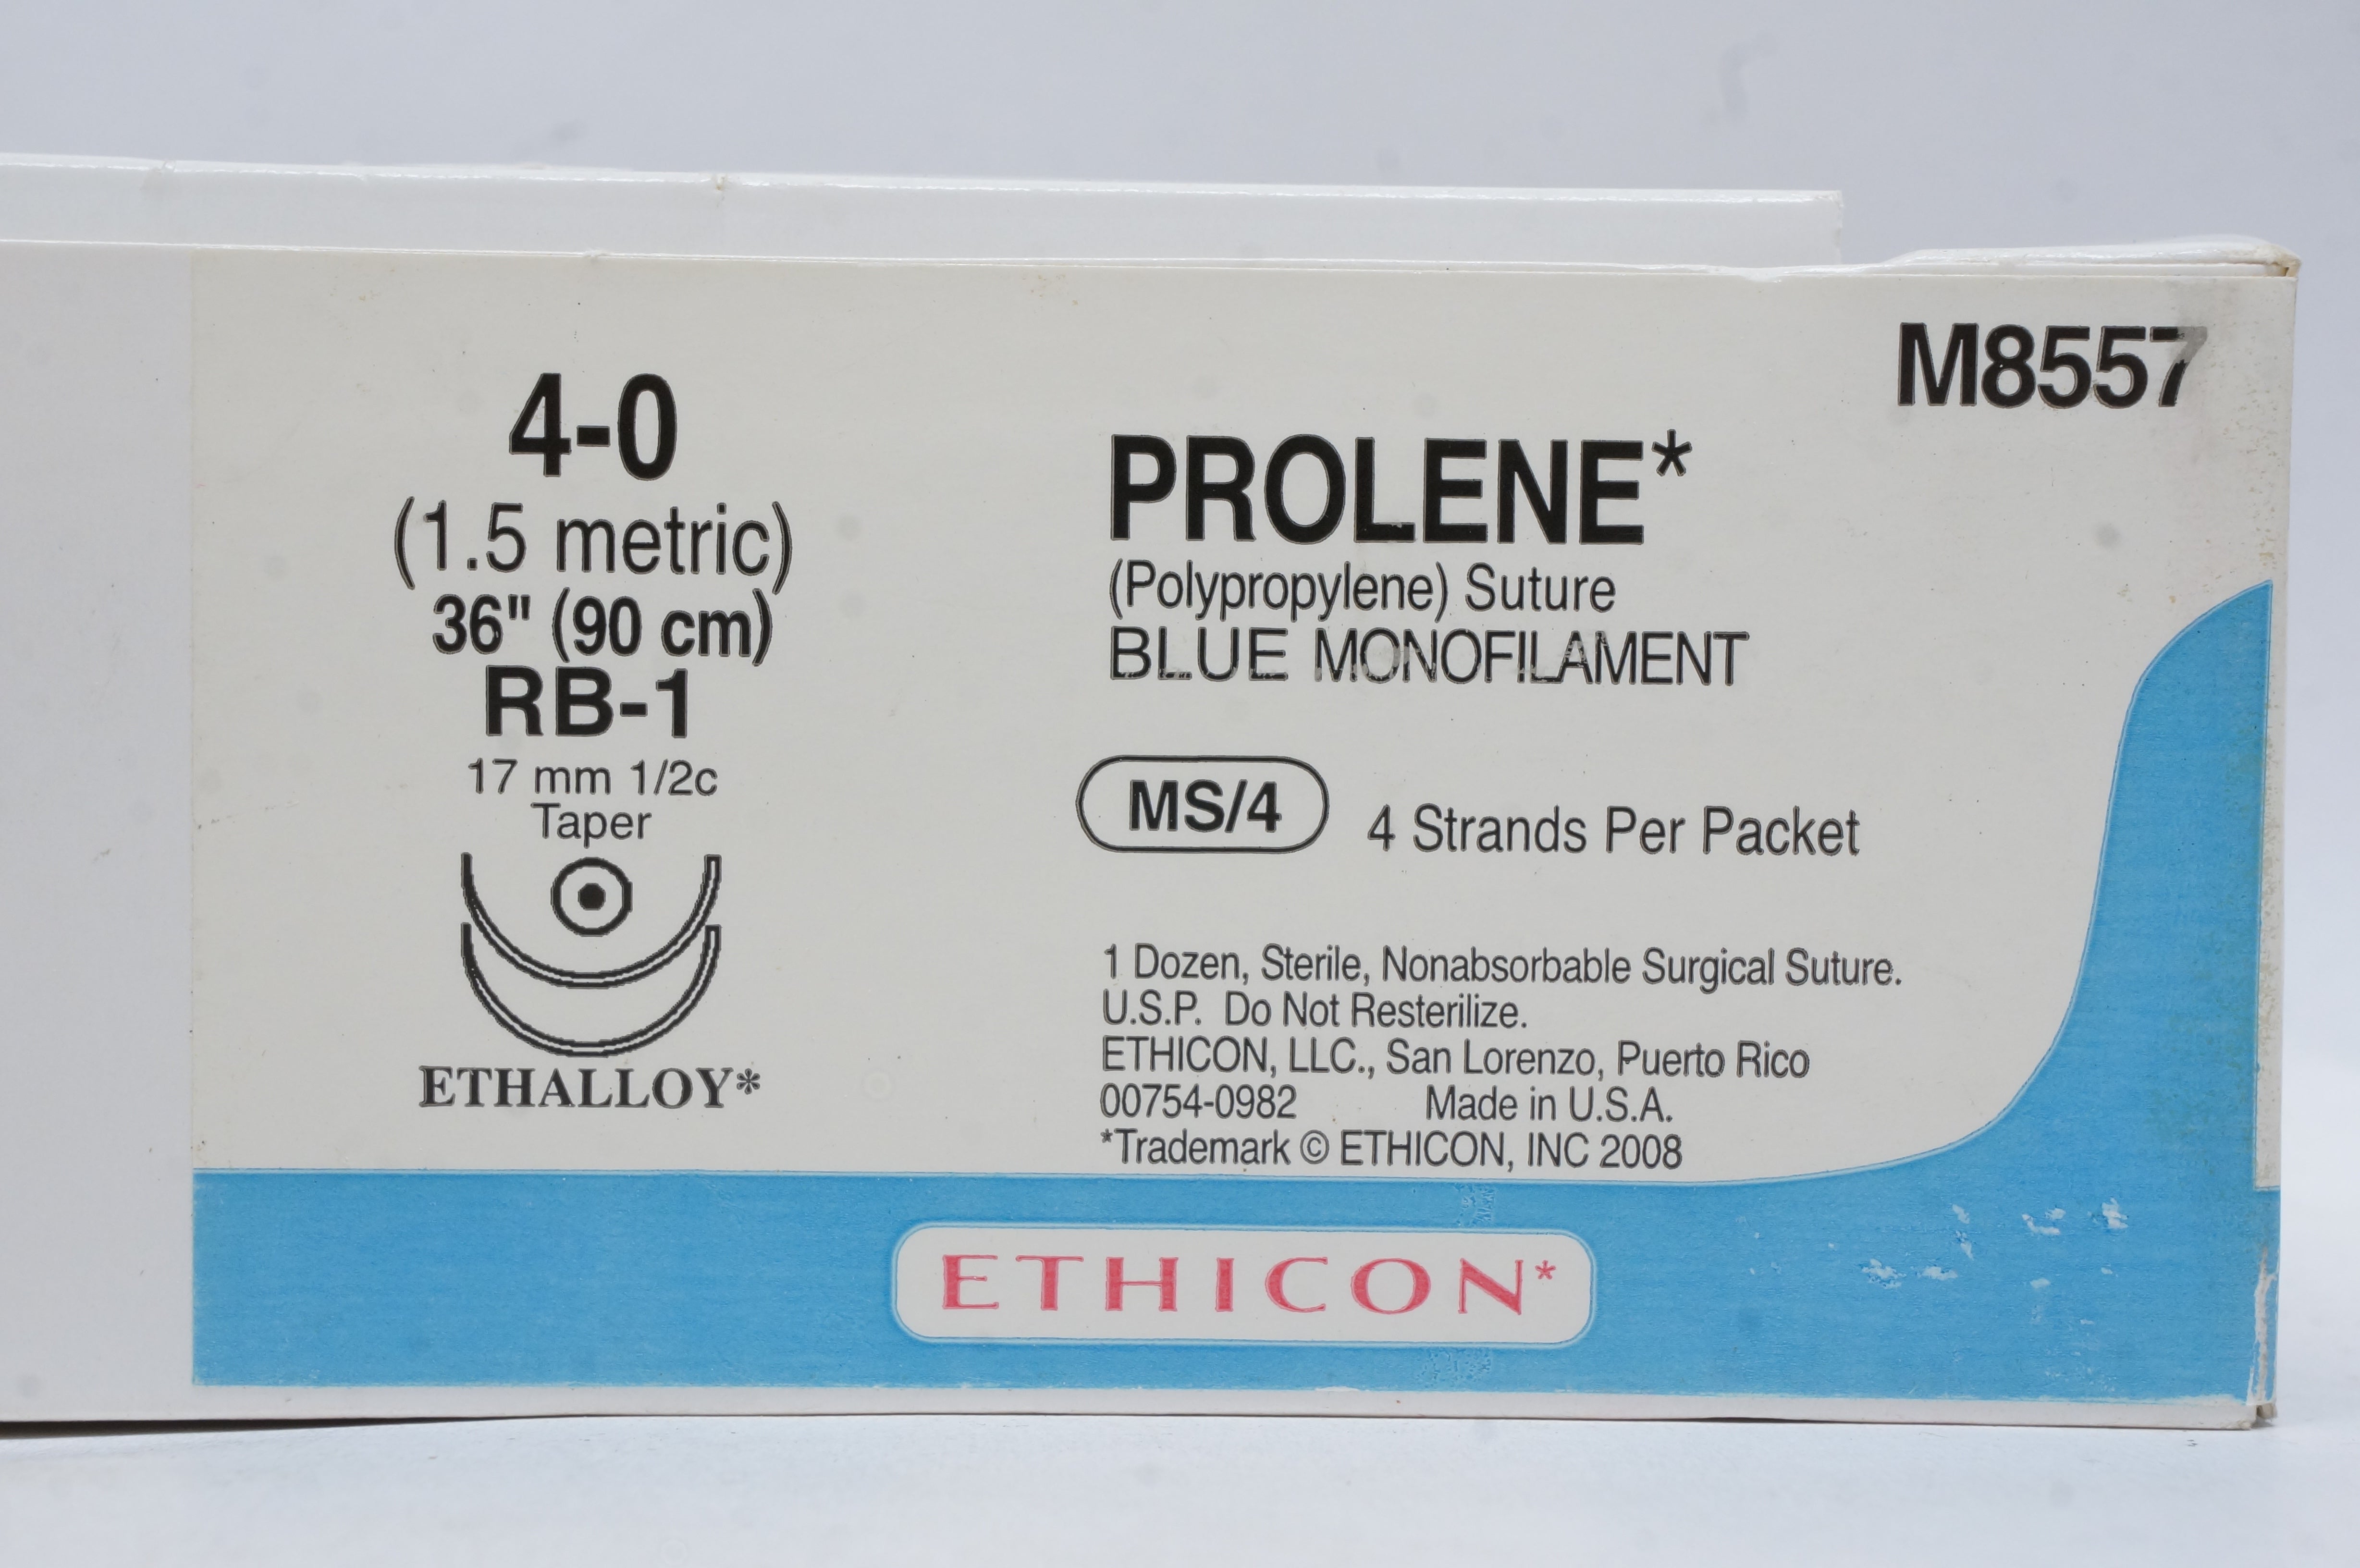 M8557
4-0
(1.5 metric)
36" (90 cm)
RB-1
17 mm 1/2c
Taper
ETHALLOY*
PROLENE*
(Polypropylene) Suture
BLUE MONOFILAMENT
MS/4 4 Strands Per Packet
1 Dozen, Sterile, Nonabsorbable Surgical Suture.
U.S.P. Do Not Resterilize.
ETHICON, LLC., San Lorenzo, Puerto Rico
00754-0982 Made in U.S.A.
*Trademark © ETHICON, INC 2008
ETHICON*